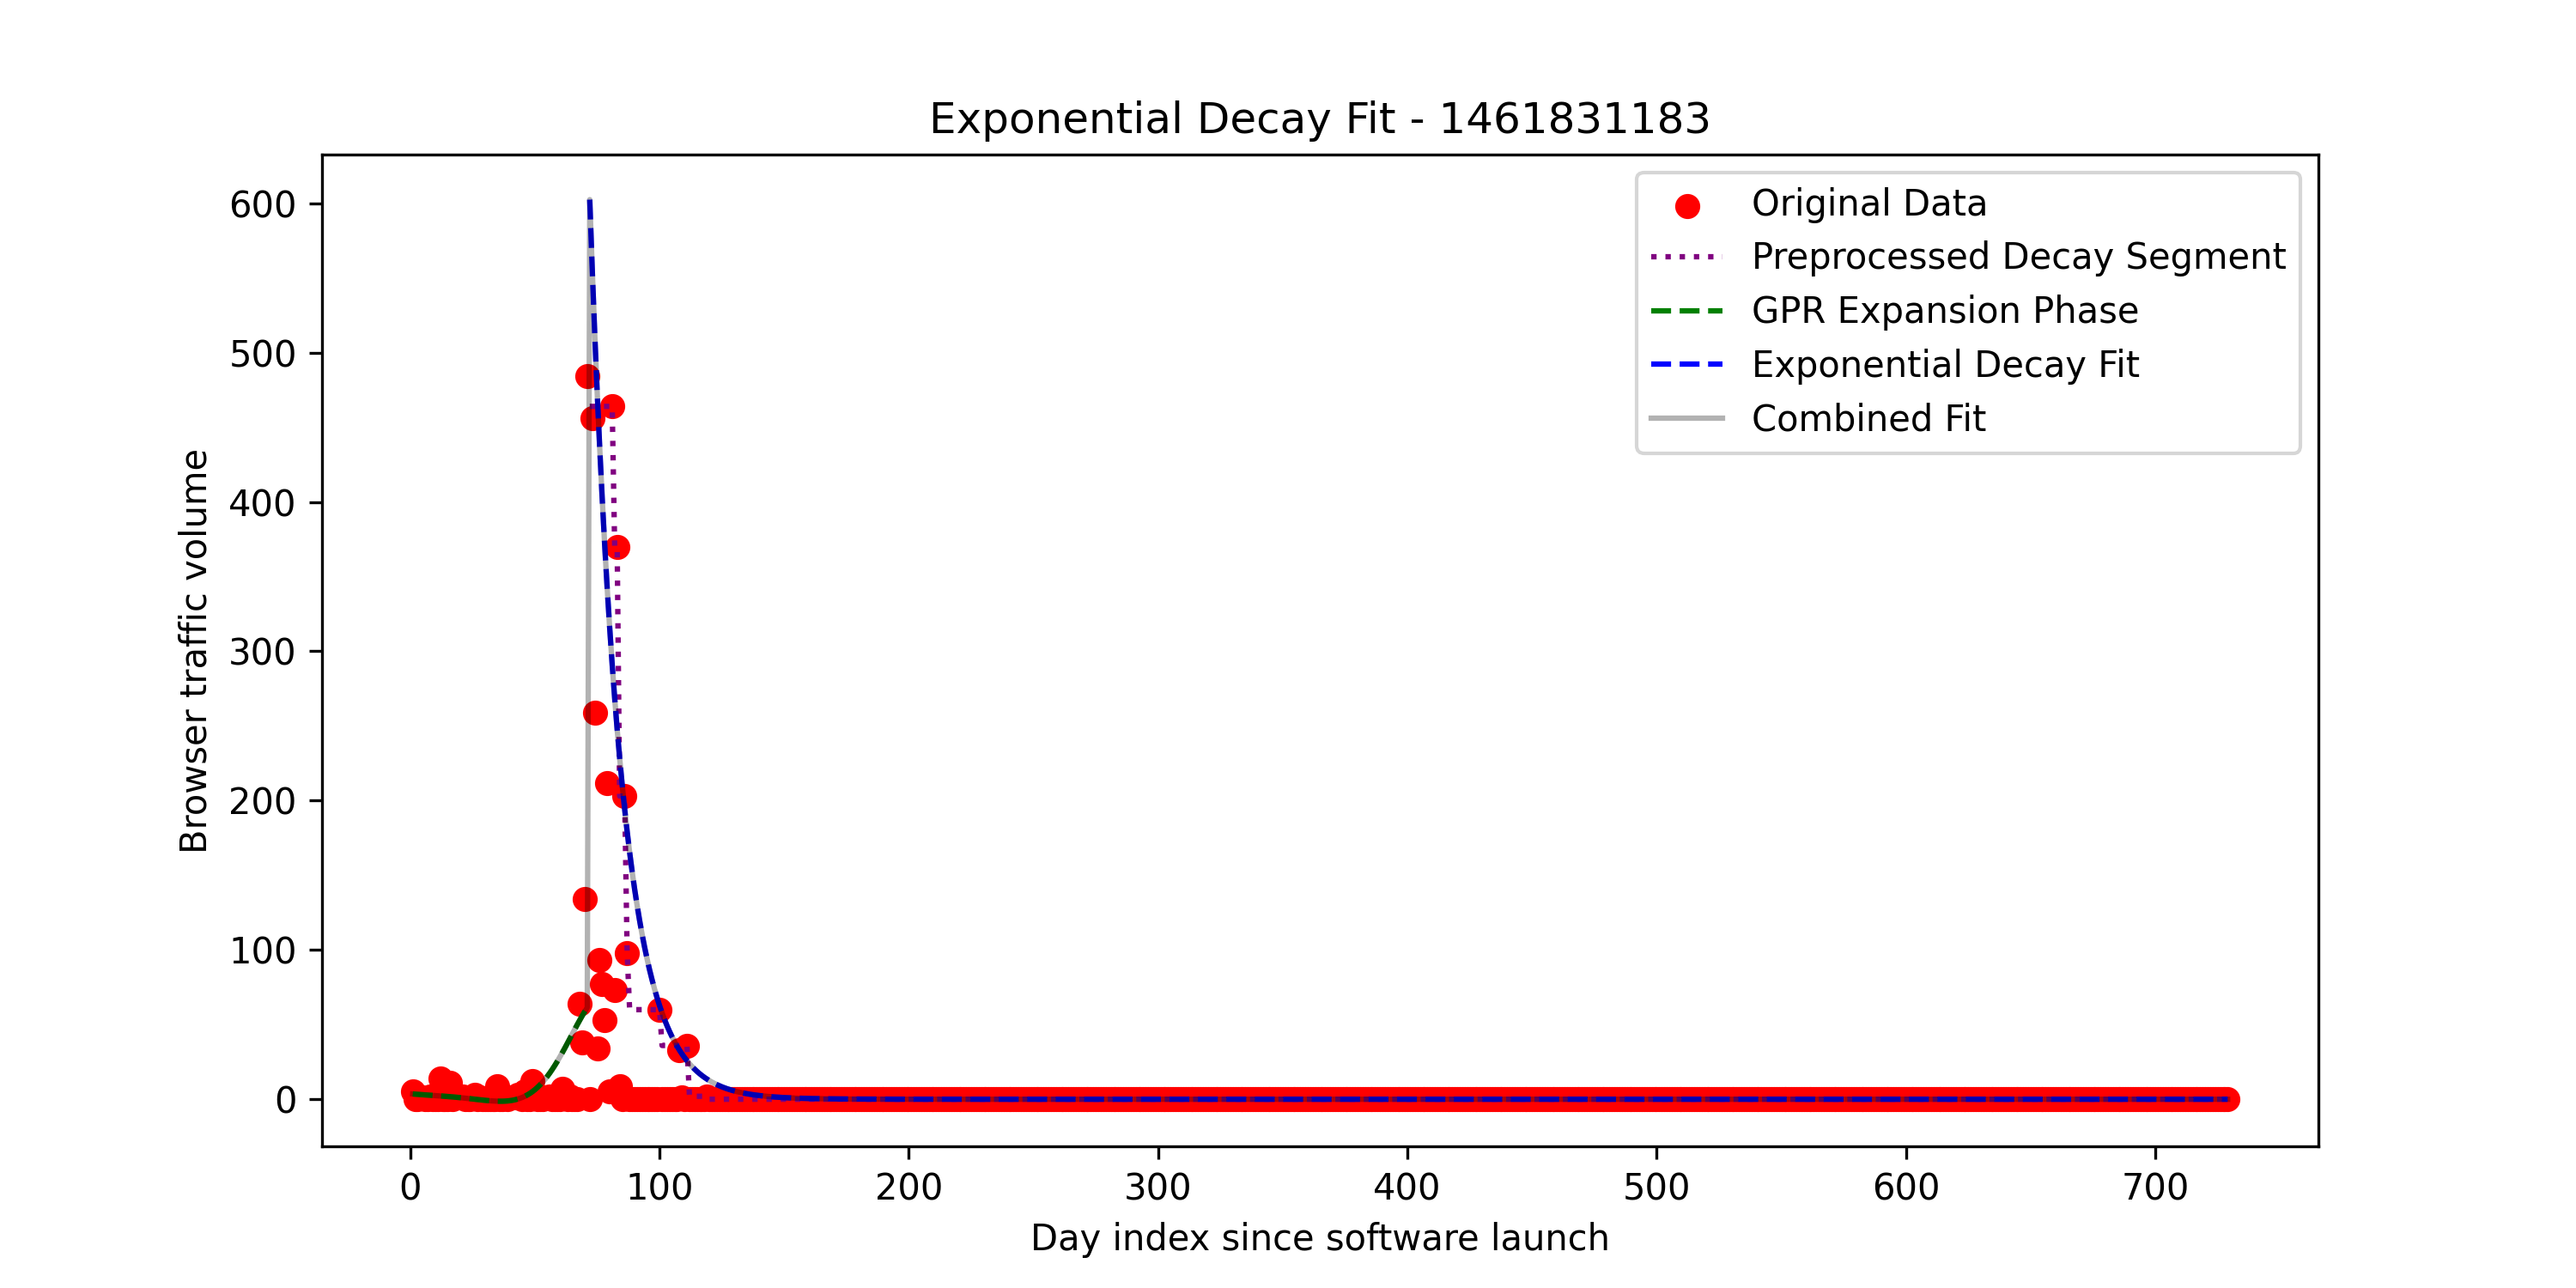 Exponential Decay Fit - 1461831183
Original Data
Preprocessed Decay Segment
GPR Expansion Phase
Exponential Decay Fit
Combined Fit
Browser traffic volume
600
500
400
300
200
100
0
0 100 200 300 400 500 600 700
Day index since software launch